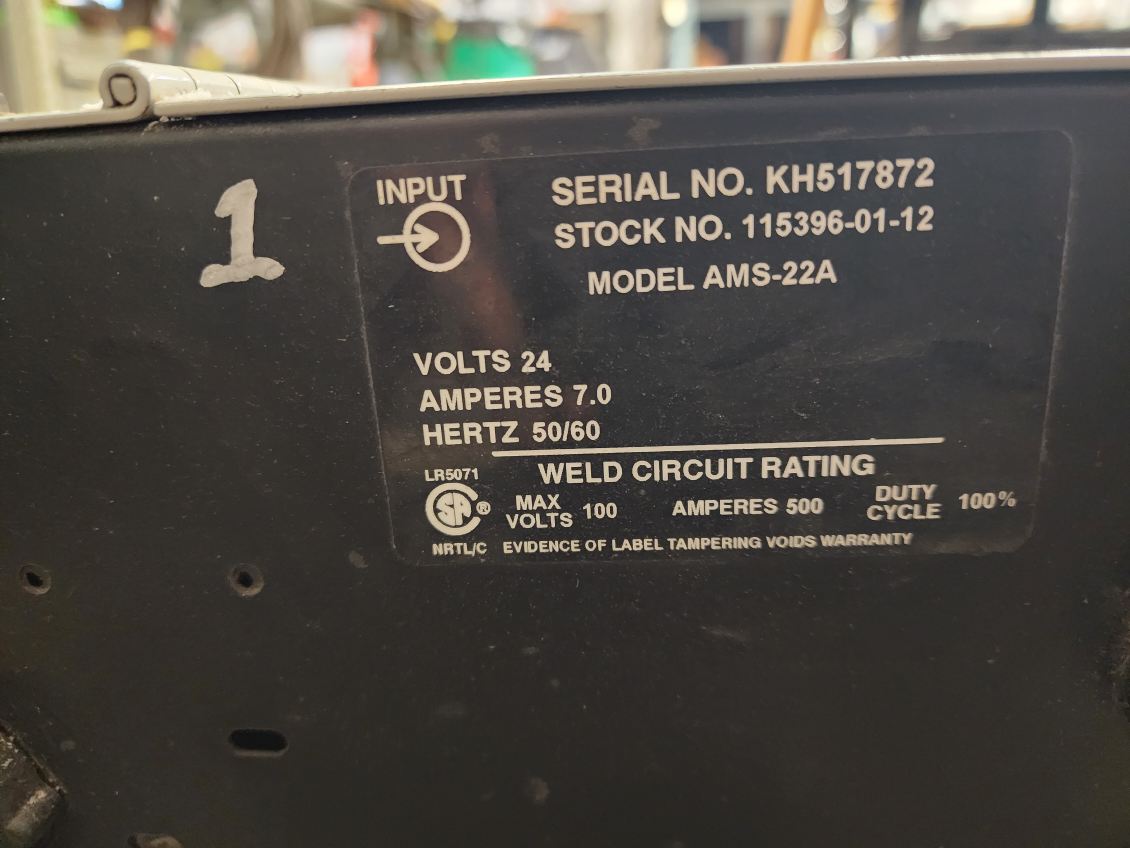 1
INPUT
SERIAL NO. KH517872
STOCK NO. 115396-01-12
MODEL AMS-22A
VOLTS 24
AMPERES 7.0
HERTZ 50/60
WELD CIRCUIT RATING
LR5071
SA®
NRTL/C
MAX VOLTS 100 AMPERES 500 DUTY CYCLE 100%
EVIDENCE OF LABEL TAMPERING VOIDS WARRANTY